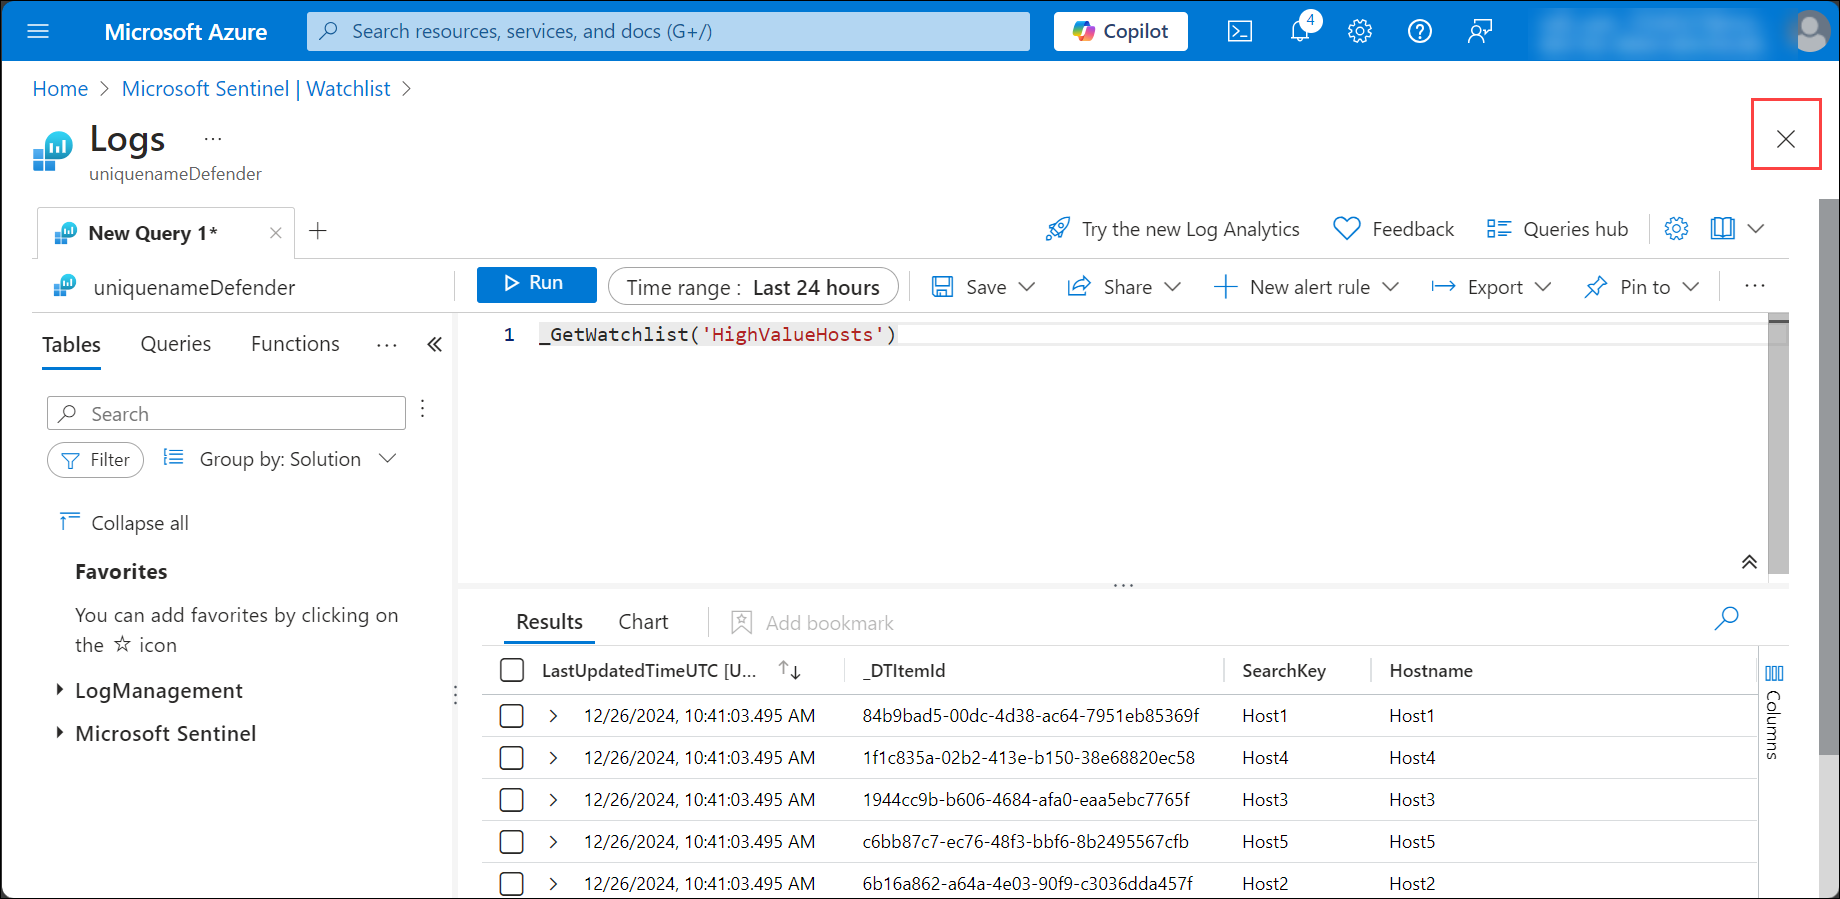 Microsoft Azure
Search resources, services, and docs (G+/)
Copilot
4
Home > Microsoft Sentinel | Watchlist >
Logs ...
uniquenameDefender
New Query 1*
Try the new Log Analytics
Feedback
Queries hub
uniquenameDefender
Run
Time range : Last 24 hours
Save
Share
New alert rule
Export
Pin to
...
Tables
Queries
Functions
...
1 _GetWatchlist('HighValueHosts')
Search
Filter
Group by: Solution
Collapse all
Favorites
You can add favorites by clicking on
the ☆ icon
LogManagement
Microsoft Sentinel
Results
Chart
Add bookmark
LastUpdatedTimeUTC [U... _DTItemId SearchKey Hostname
12/26/2024, 10:41:03.495 AM 84b9bad5-00dc-4d38-ac64-7951eb85369f Host1 Host1
12/26/2024, 10:41:03.495 AM 1f1c835a-02b2-413e-b150-38e68820ec58 Host4 Host4
12/26/2024, 10:41:03.495 AM 1944cc9b-b606-4684-afa0-eaa5ebc7765f Host3 Host3
12/26/2024, 10:41:03.495 AM c6bb87c7-ec76-48f3-bbf6-8b2495567cfb Host5 Host5
12/26/2024, 10:41:03.495 AM 6b16a862-a64a-4e03-90f9-c3036dda457f Host2 Host2
Columns